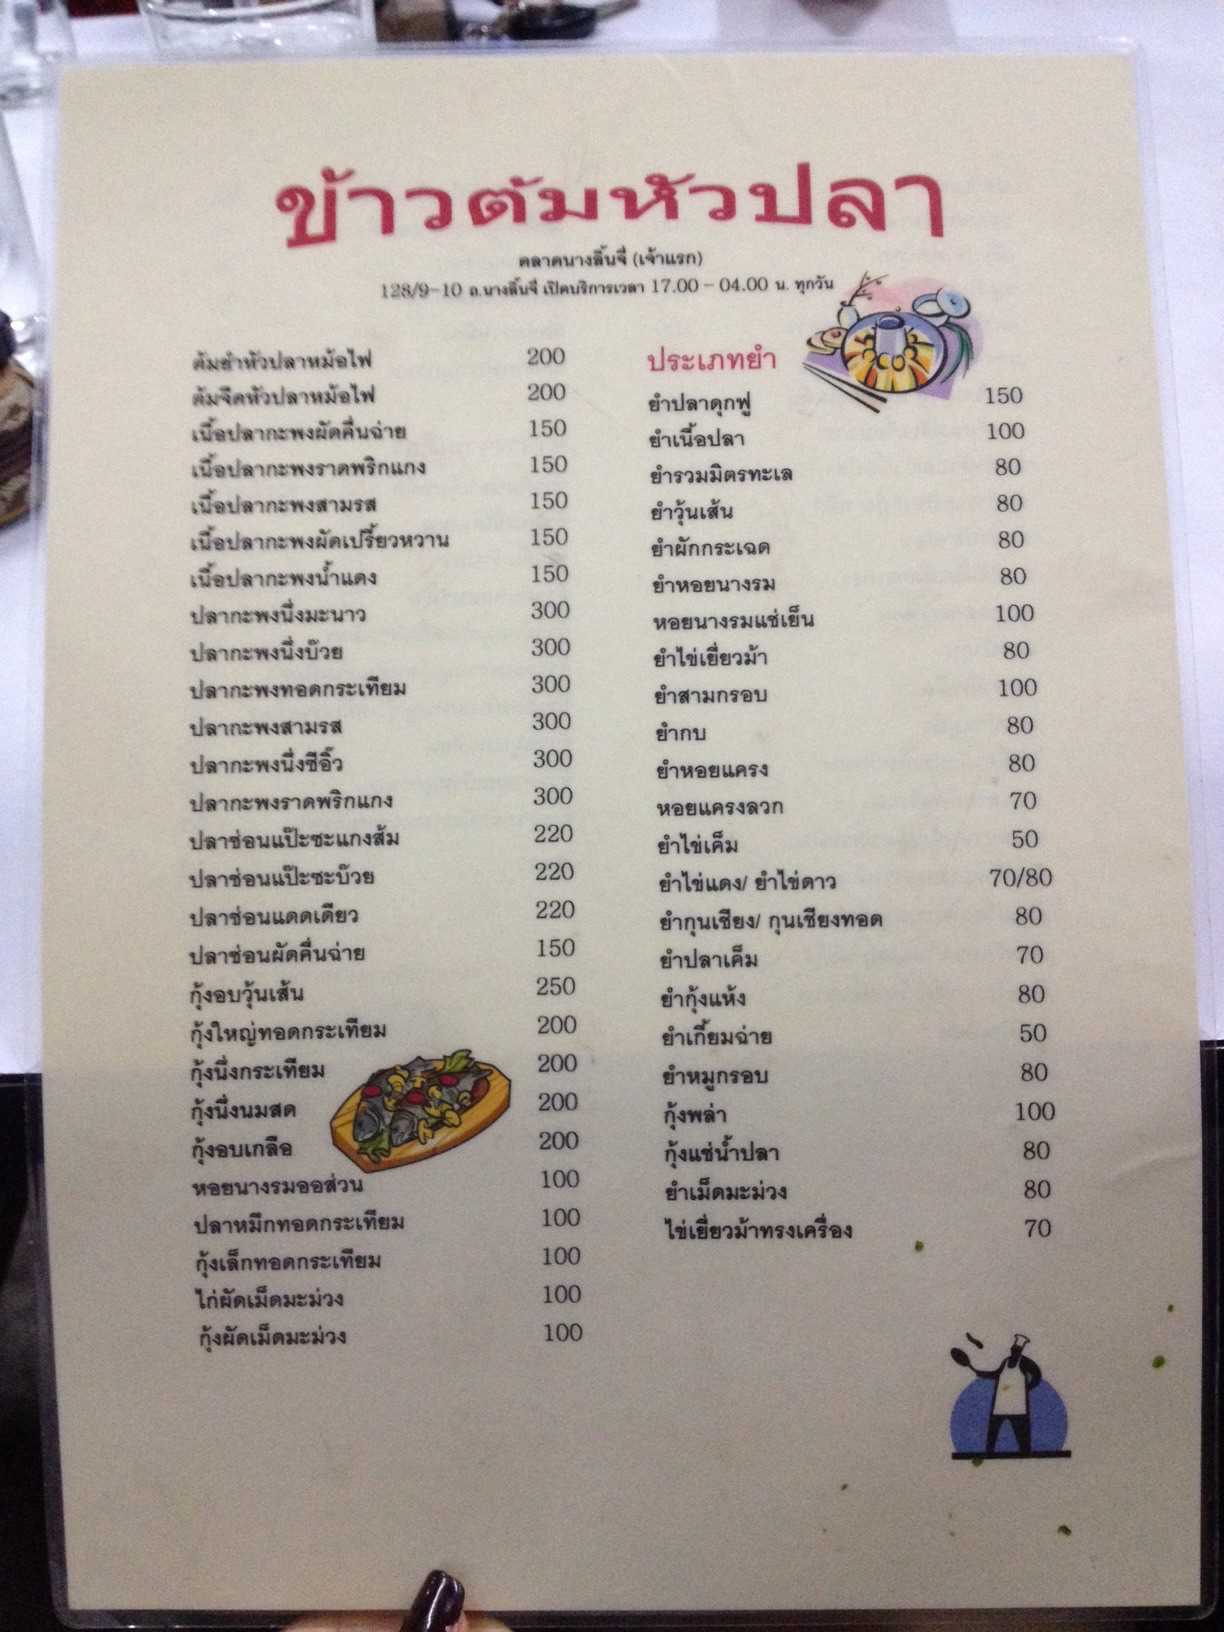 ข้าวต้มหัวปลา
ตลาดนางลิ้นจี่ (เจ้าแรก)
128/9-10 ถ.นางลิ้นจี่ เปิดบริการเวลา 17.00 - 04.00 น. ทุกวัน
ต้มยำหัวปลาหม้อไฟ 200
ต้มจืดหัวปลาหม้อไฟ 200
เนื้อปลากะพงผัดคื่นฉ่าย 150
เนื้อปลากะพงราดพริกแกง 150
เนื้อปลากะพงสามรส 150
เนื้อปลากะพงผัดเปรี้ยวหวาน 150
เนื้อปลากะพงน้ำแดง 150
ปลากะพงนึ่งมะนาว 300
ปลากะพงนึ่งบ๊วย 300
ปลากะพงทอดกระเทียม 300
ปลากะพงสามรส 300
ปลากะพงนึ่งซีอิ๊ว 300
ปลากะพงราดพริกแกง 300
ปลาช่อนแป๊ะซะแกงส้ม 220
ปลาช่อนแป๊ะซะบ๊วย 220
ปลาช่อนแดดเดียว 220
ปลาช่อนผัดคื่นฉ่าย 150
กุ้งอบวุ้นเส้น 250
กุ้งใหญ่ทอดกระเทียม 200
กุ้งนึ่งกระเทียม 200
กุ้งนึ่งนมสด 200
กุ้งอบเกลือ 200
หอยนางรมออส่วน 100
ปลาหมึกทอดกระเทียม 100
กุ้งเล็กทอดกระเทียม 100
ไก่ผัดเม็ดมะม่วง 100
กุ้งผัดเม็ดมะม่วง 100
ประเภทยำ
ยำปลาดุกฟู 150
ยำเนื้อปลา 100
ยำรวมมิตรทะเล 80
ยำวุ้นเส้น 80
ยำผักกระเฉด 80
ยำหอยนางรม 80
หอยนางรมแช่เย็น 100
ยำไข่เยี่ยวม้า 80
ยำสามกรอบ 100
ยำกบ 80
ยำหอยแครง 80
หอยแครงลวก 70
ยำไข่เค็ม 50
ยำไข่แดง/ ยำไข่ดาว 70/80
ยำกุนเชียง/ กุนเชียงทอด 80
ยำปลาเค็ม 70
ยำกุ้งแห้ง 80
ยำเกี้ยมฉ่าย 50
ยำหมูกรอบ 80
กุ้งพล่า 100
กุ้งแช่น้ำปลา 80
ยำเม็ดมะม่วง 80
ไข่เยี่ยวม้าทรงเครื่อง 70